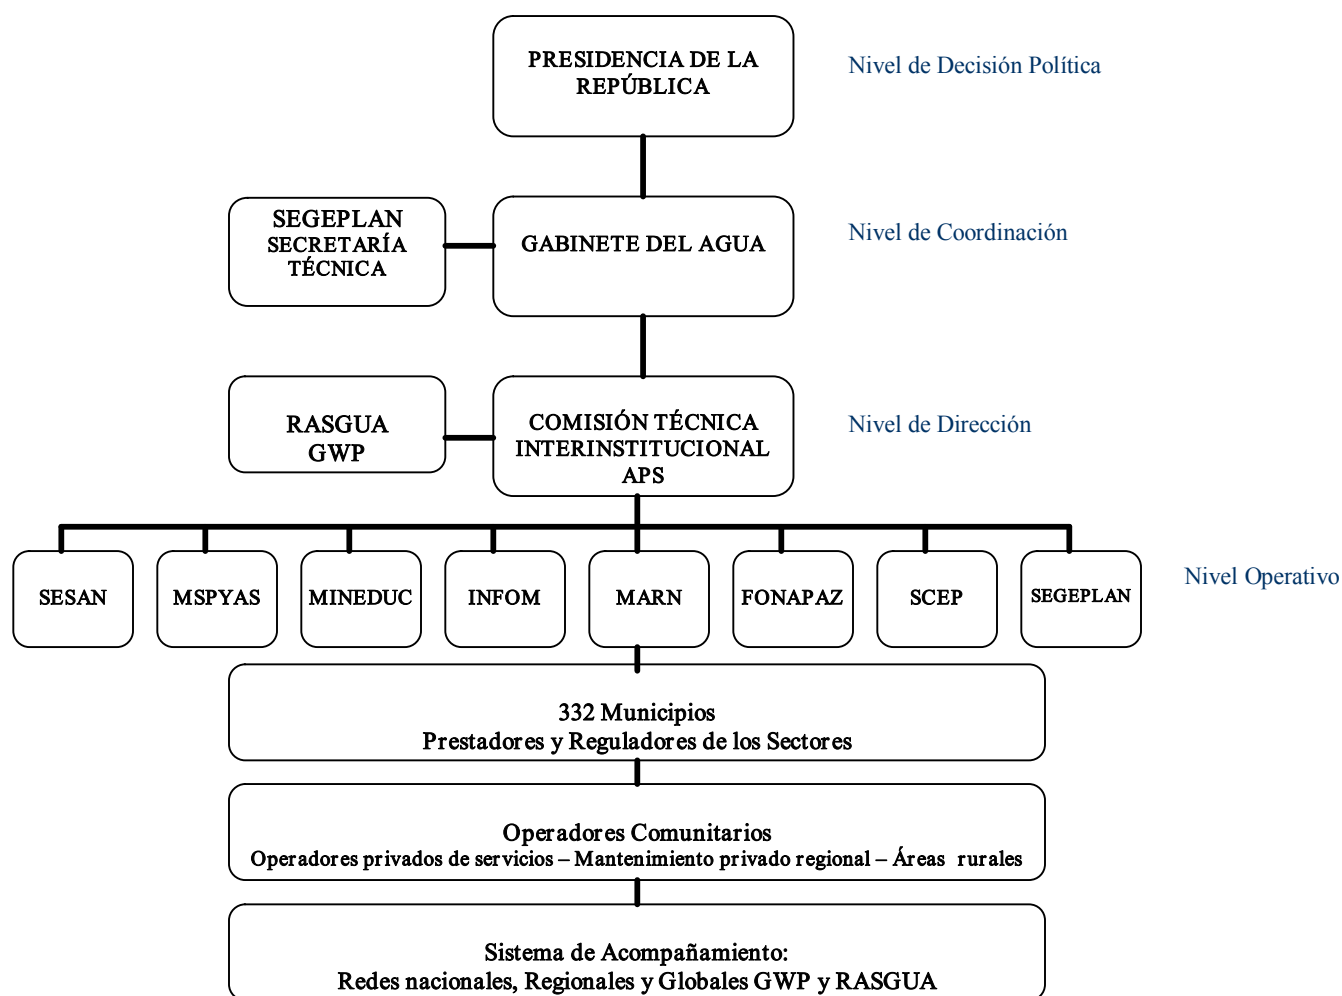 PRESIDENCIA DE LA
REPÚBLICA
Nivel de Decisión Política
SEGEPLAN
SECRETARÍA
TÉCNICA
GABINETE DEL AGUA
Nivel de Coordinación
RASGUA
GWP
COMISIÓN TÉCNICA
INTERINSTITUCIONAL
APS
Nivel de Dirección
SESAN
MSPYAS
MINEDUC
INFOM
MARN
FONAPAZ
SCEP
SEGEPLAN
Nivel Operativo
332 Municipios
Prestadores y Reguladores de los Sectores
Operadores Comunitarios
Operadores privados de servicios – Mantenimiento privado regional – Áreas rurales
Sistema de Acompañamiento:
Redes nacionales, Regionales y Globales GWP y RASGUA